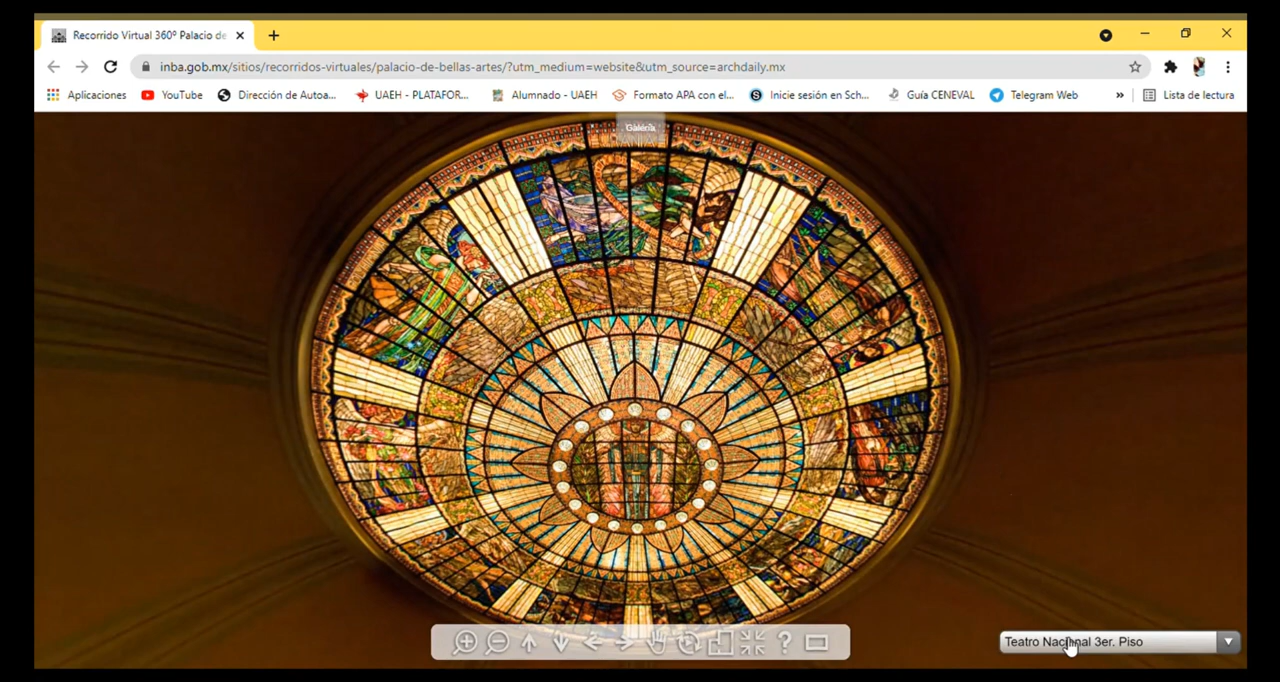 Recorrido Virtual 360º Palacio de
inba.gob.mx/sitios/recorridos-virtuales/palacio-de-bellas-artes/?utm_medium=website&utm_source=archdaily.mx
Aplicaciones YouTube Dirección de Autoa... UAEH - PLATAFOR... Alumnado - UAEH Formato APA con el... Inicie sesión en Sch... Guía CENEVAL Telegram Web » Lista de lectura
Galería
Teatro Nacional 3er. Piso